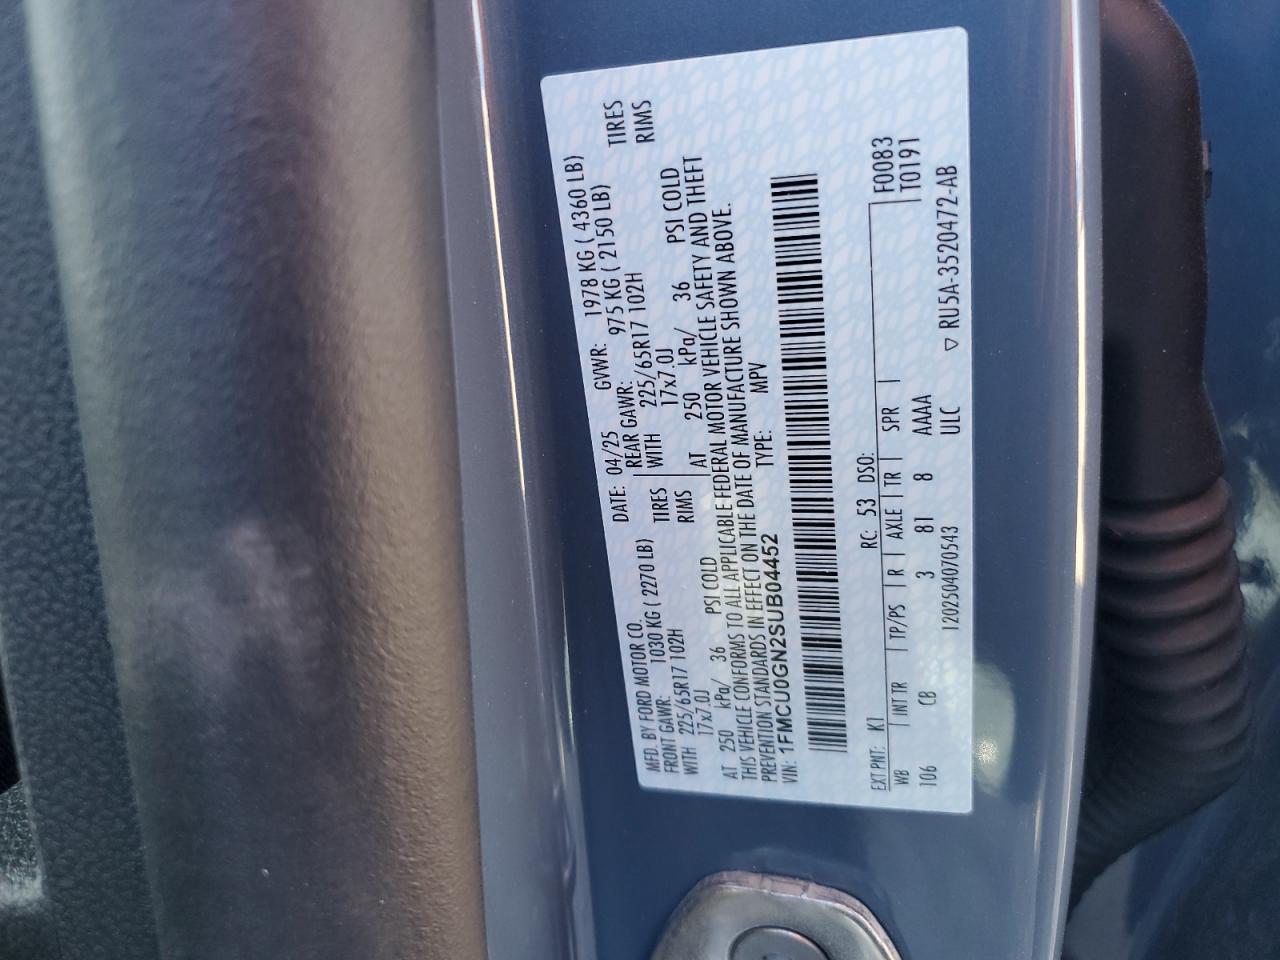 MFD. BY FORD MOTOR CO. DATE: 04/25 GVWR: 1978 KG ( 4360 LB)
FRONT GAWR: 1030 KG ( 2270 LB) REAR GAWR: 975 KG ( 2150 LB)
WITH 225/65R17 102H TIRES WITH 225/65R17 102H TIRES
17x7.0J RIMS 17x7.0J RIMS
AT 250 kPa/ 36 PSI COLD AT 250 kPa/ 36 PSI COLD
THIS VEHICLE CONFORMS TO ALL APPLICABLE FEDERAL MOTOR VEHICLE SAFETY AND THEFT
PREVENTION STANDARDS IN EFFECT ON THE DATE OF MANUFACTURE SHOWN ABOVE.
VIN: 1FMCU0GN2SUB04452 TYPE: MPV
EXT PNT: K1 RC: 53 DSO: F0083
WB INT TR TP/PS R AXLE TR SPR T0191
106 CB 3 81 8 AAAA
12025040​70543 ULC ▽ RU5A-3520472-AB